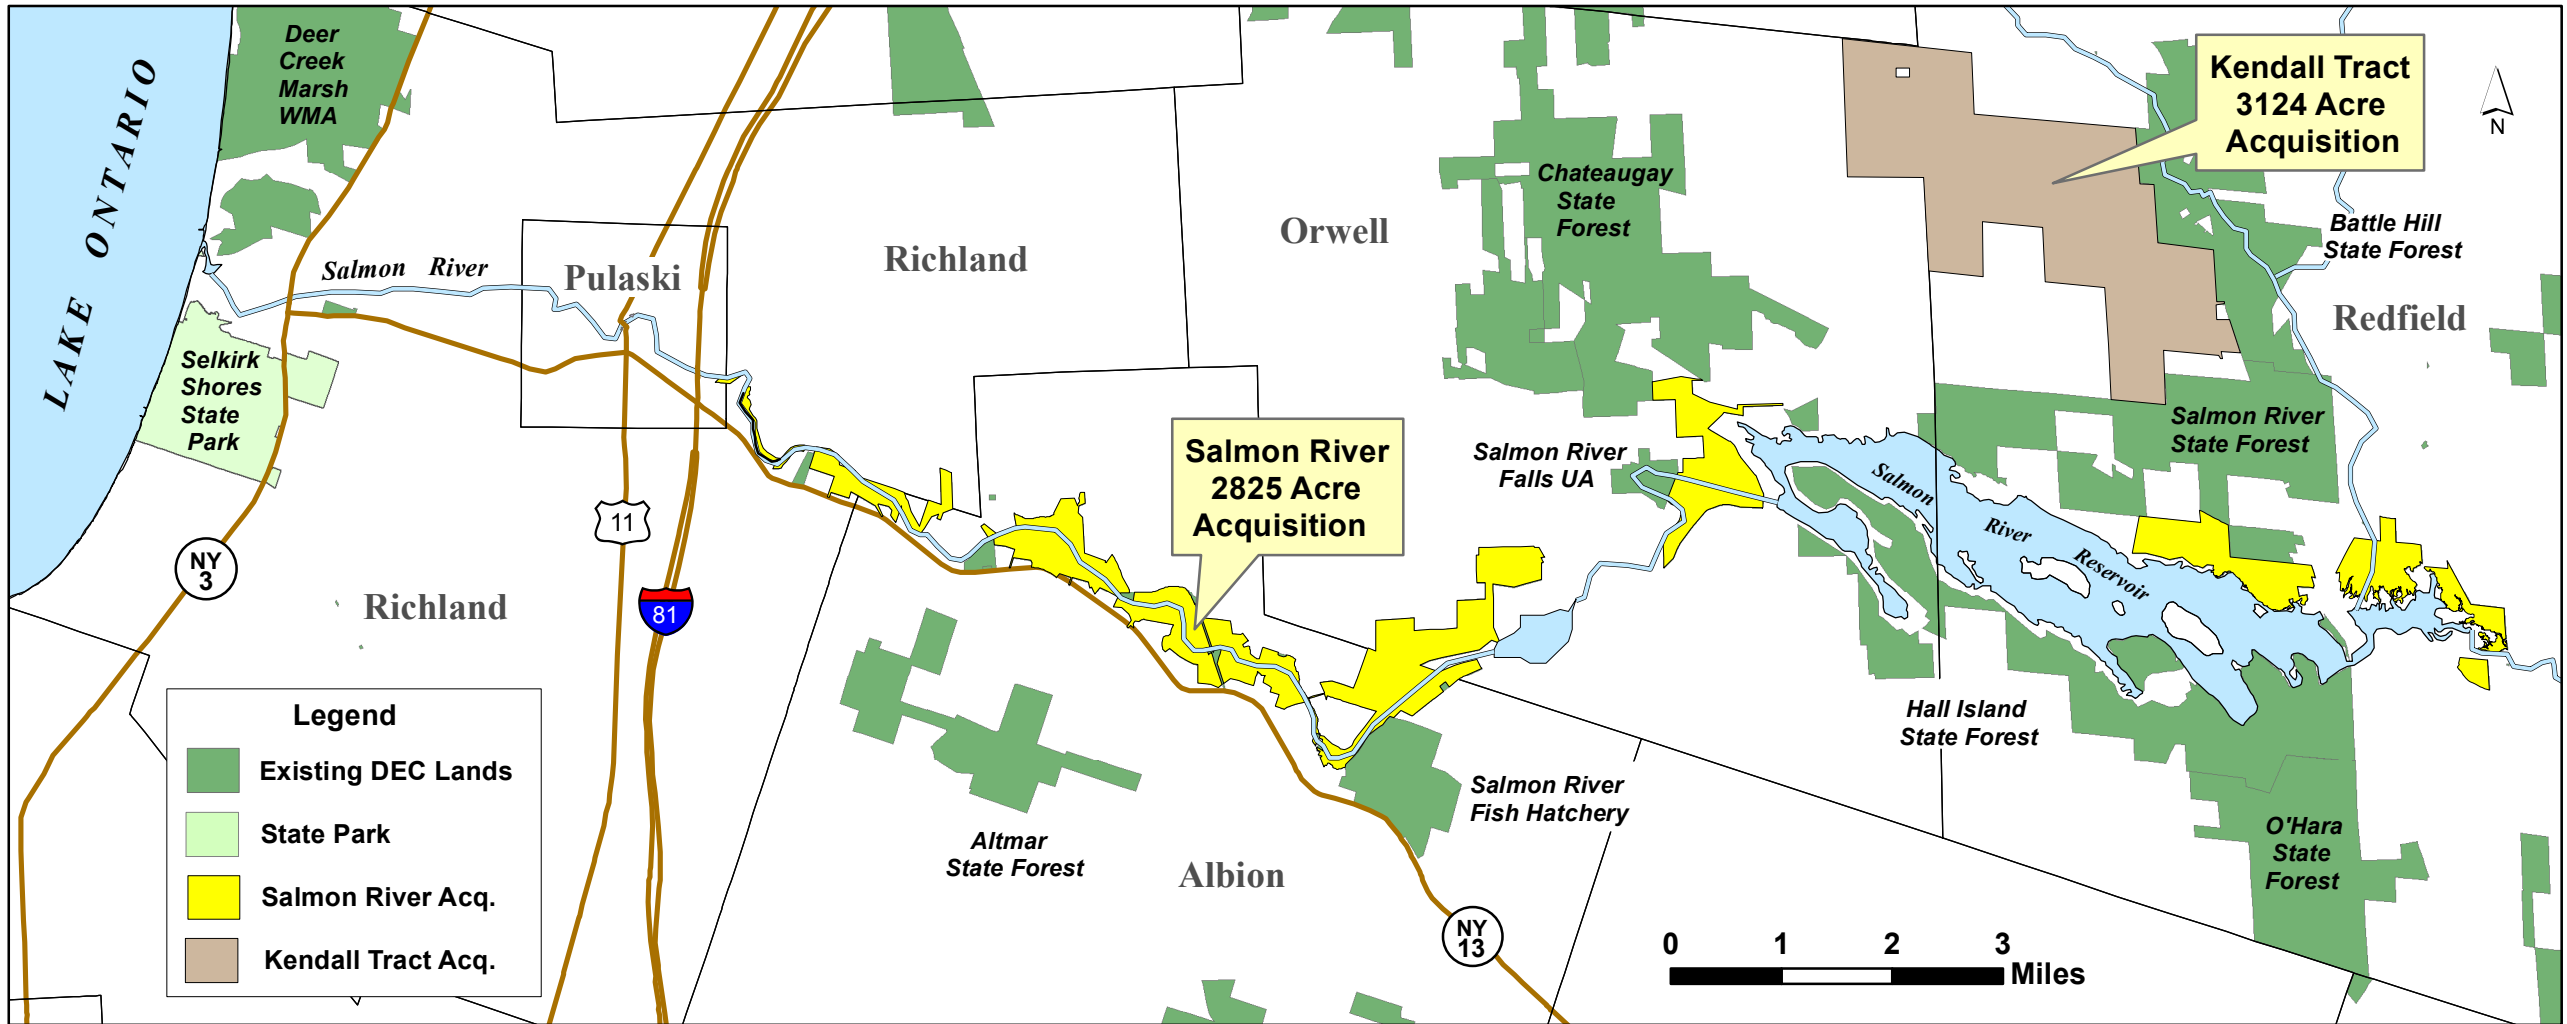 Deer
Creek
Marsh
WMA
LAKE ONTARIO
Salmon River
Pulaski
Richland
Orwell
Chateaugay
State
Forest
Kendall Tract
3124 Acre
Acquisition
N
Battle Hill
State Forest
Redfield
Selkirk
Shores
State
Park
Salmon River
2825 Acre
Acquisition
Salmon River
Falls UA
Salmon River
State Forest
Salmon
River
Reservoir
NY
3
11
81
Richland
Hall Island
State Forest
Salmon River
Fish Hatchery
Altmar
State Forest
Albion
O'Hara
State
Forest
NY
13
Legend
Existing DEC Lands
State Park
Salmon River Acq.
Kendall Tract Acq.
0 1 2 3
Miles